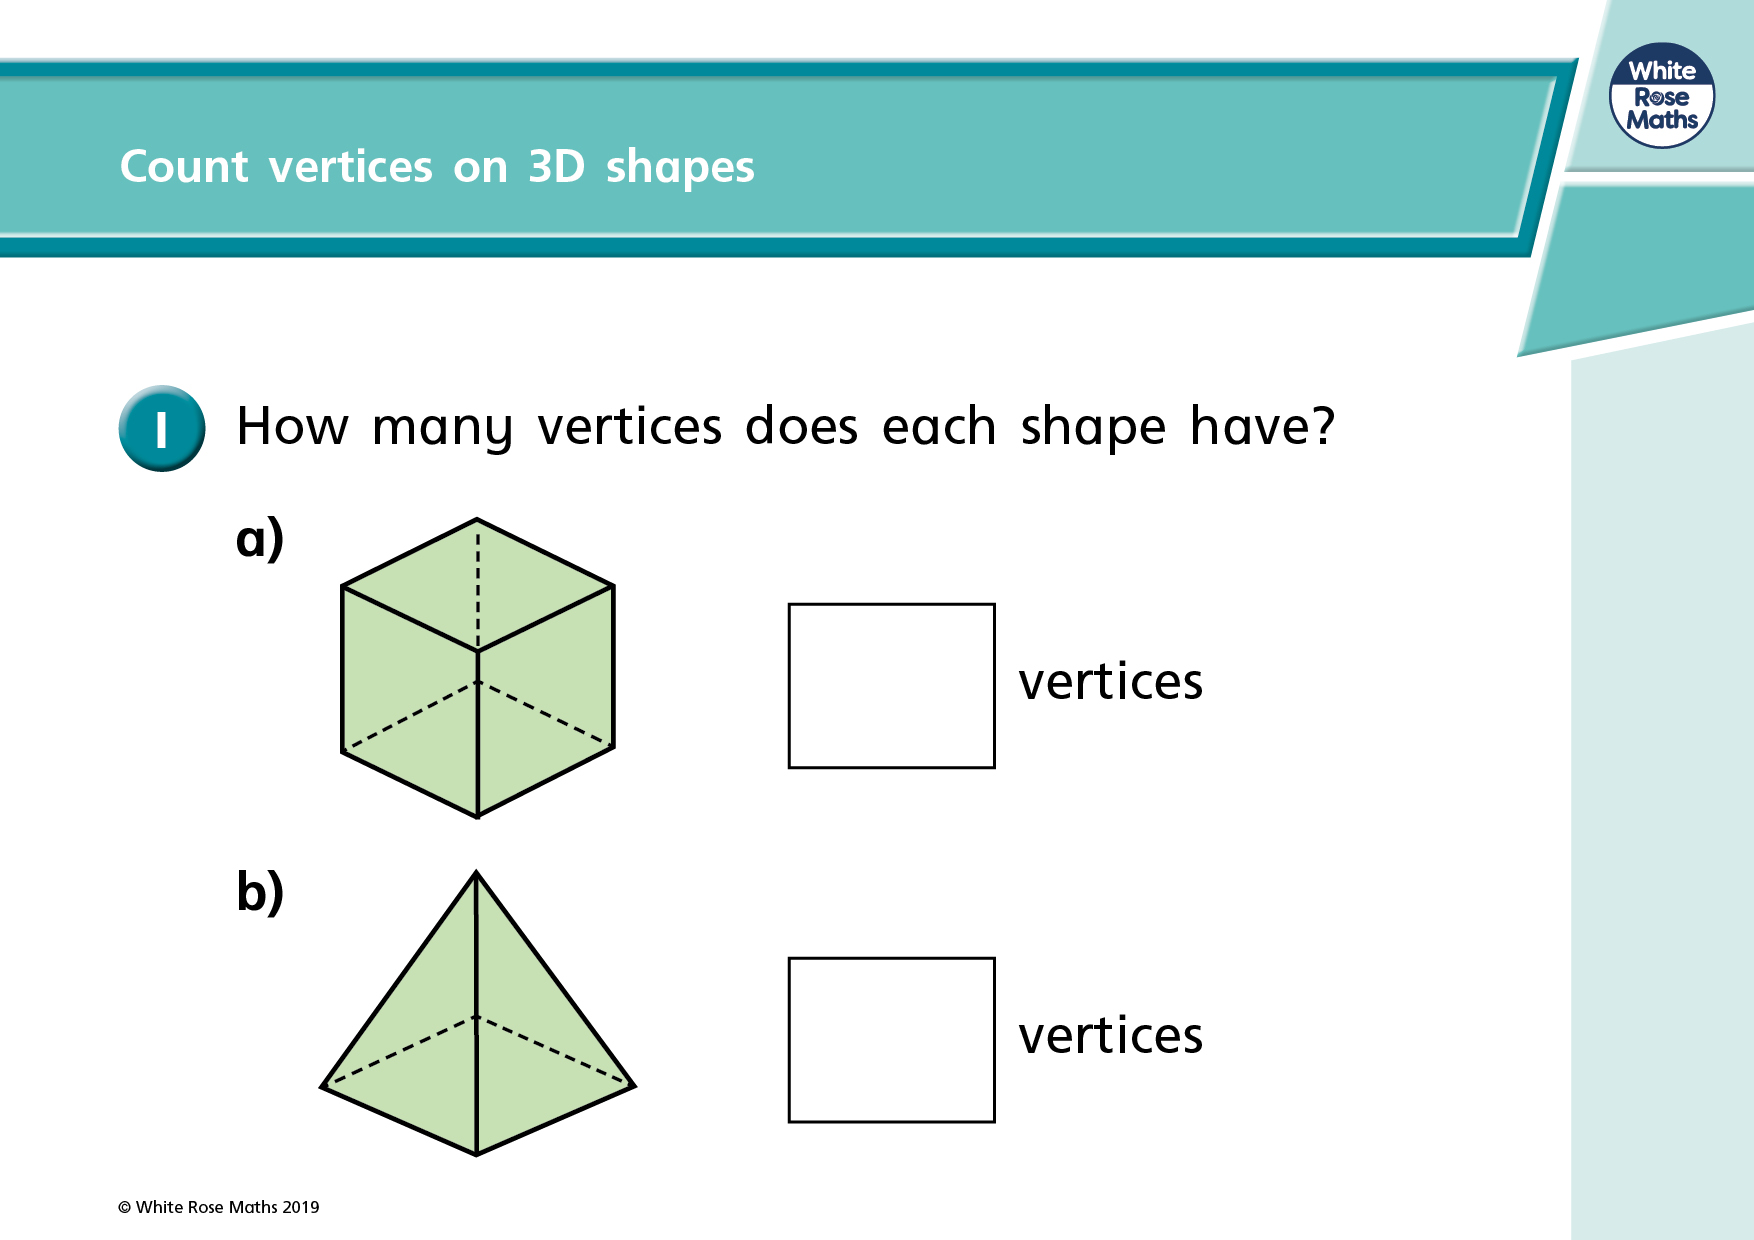 White
Rose
Maths
Count vertices on 3D shapes
1 How many vertices does each shape have?
a)
vertices
b)
vertices
© White Rose Maths 2019